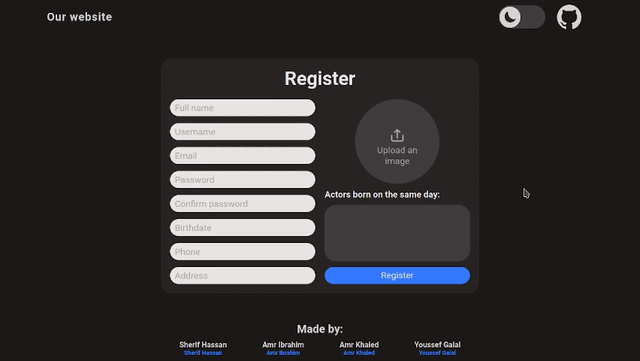 Our website
Register
Full name
Username
Email
Password
Confirm password
Birthdate
Phone
Address
Upload an
image
Actors born on the same day:
Register
Made by:
Sherif Hassan Amr Ibrahim Amr Khaled Youssef Galal
Sherif Hassan Amr Ibrahim Amr Khaled Youssef Galal